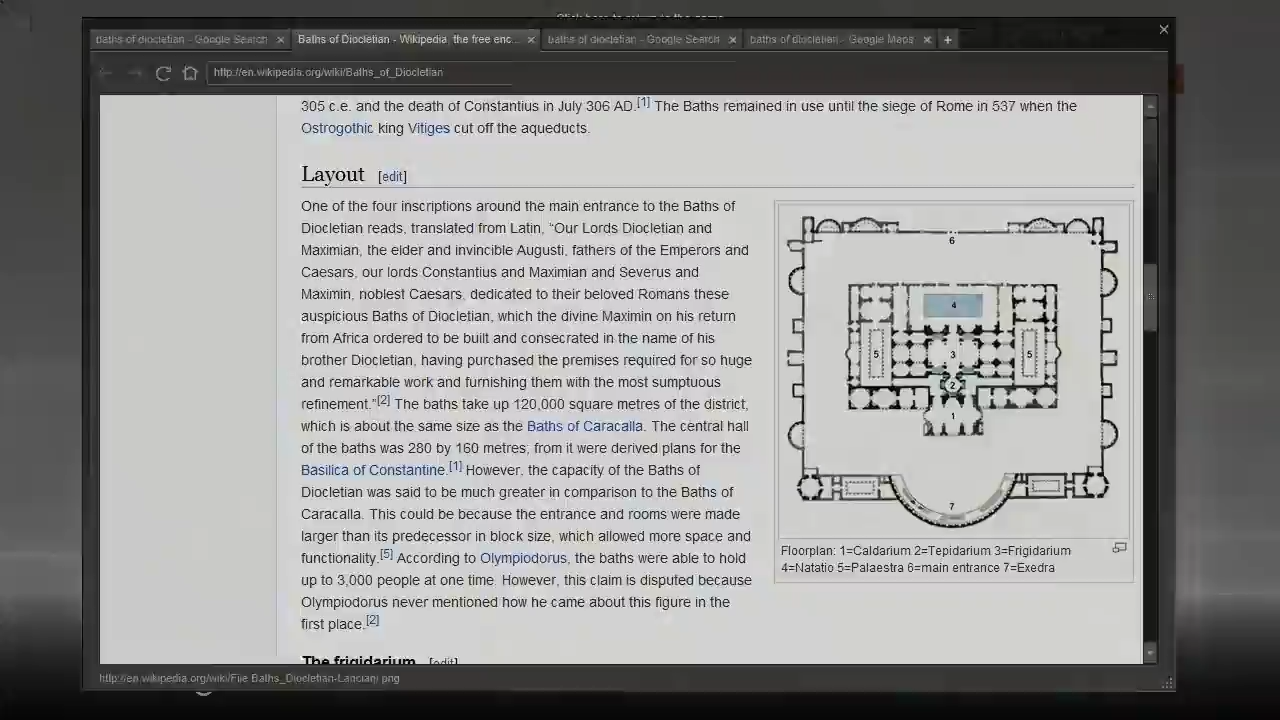 Click here to return to the game
baths of diocletian - Google Search
Baths of Diocletian - Wikipedia, the free enc...
baths of diocletian - Google Search
baths of diocletian - Google Maps
http://en.wikipedia.org/wiki/Baths_of_Diocletian
305 c.e. and the death of Constantius in July 306 AD.[1] The Baths remained in use until the siege of Rome in 537 when the
Ostrogothic king Vitiges cut off the aqueducts.
Layout [edit]
One of the four inscriptions around the main entrance to the Baths of
Diocletian reads, translated from Latin, “Our Lords Diocletian and
Maximian, the elder and invincible Augusti, fathers of the Emperors and
Caesars, our lords Constantius and Maximian and Severus and
Maximin, noblest Caesars, dedicated to their beloved Romans these
auspicious Baths of Diocletian, which the divine Maximin on his return
from Africa ordered to be built and consecrated in the name of his
brother Diocletian, having purchased the premises required for so huge
and remarkable work and furnishing them with the most sumptuous
refinement.”[2] The baths take up 120,000 square metres of the district,
which is about the same size as the Baths of Caracalla. The central hall
of the baths was 280 by 160 metres; from it were derived plans for the
Basilica of Constantine.[1] However, the capacity of the Baths of
Diocletian was said to be much greater in comparison to the Baths of
Caracalla. This could be because the entrance and rooms were made
larger than its predecessor in block size, which allowed more space and
functionality.[5] According to Olympiodorus, the baths were able to hold
up to 3,000 people at one time. However, this claim is disputed because
Olympiodorus never mentioned how he came about this figure in the
first place.[2]
6
4
5
3
5
2
1
7
Floorplan: 1=Caldarium 2=Tepidarium 3=Frigidarium
4=Natatio 5=Palaestra 6=main entrance 7=Exedra
The frigidarium [edit]
http://en.wikipedia.org/wiki/File:Baths_Diocletian-Lanciani.png